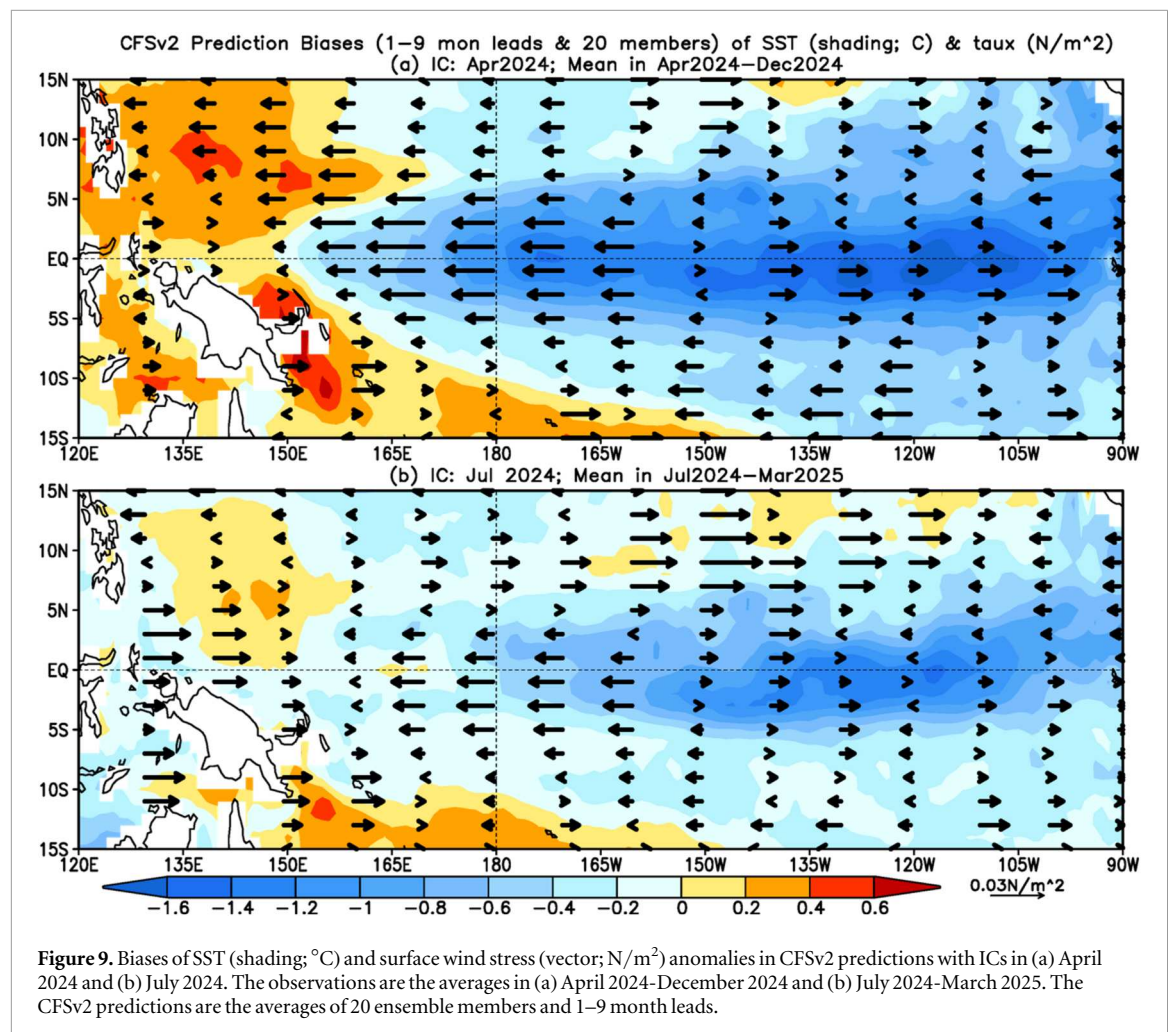 CFSv2 Prediction Biases (1–9 mon leads & 20 members) of SST (shading; C) & taux (N/m^2)
(a) IC: Apr2024; Mean in Apr2024–Dec2024
15N
10N
5N
EQ
5S
10S
15S
120E 135E 150E 165E 180 165W 150W 135W 120W 105W 90W
(b) IC: Jul 2024; Mean in Jul2024–Mar2025
15N
10N
5N
EQ
5S
10S
15S
120E 135E 150E 165E 180 165W 150W 135W 120W 105W 90W
0.03N/m^2
−1.6 −1.4 −1.2 −1 −0.8 −0.6 −0.4 −0.2 0 0.2 0.4 0.6
Figure 9. Biases of SST (shading; °C) and surface wind stress (vector; N/m²) anomalies in CFSv2 predictions with ICs in (a) April
2024 and (b) July 2024. The observations are the averages in (a) April 2024-December 2024 and (b) July 2024-March 2025. The
CFSv2 predictions are the averages of 20 ensemble members and 1–9 month leads.